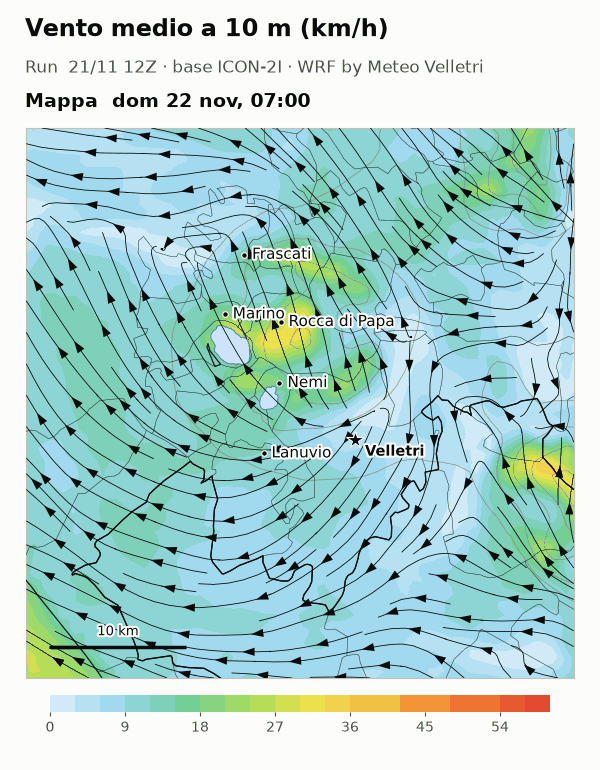 Vento medio a 10 m (km/h)
Run  21/11 12Z · base ICON-2I · WRF by Meteo Velletri
Mappa  dom 22 nov, 07:00
Frascati
Marino
Rocca di Papa
Nemi
Lanuvio
Velletri
10 km
0 9 18 27 36 45 54